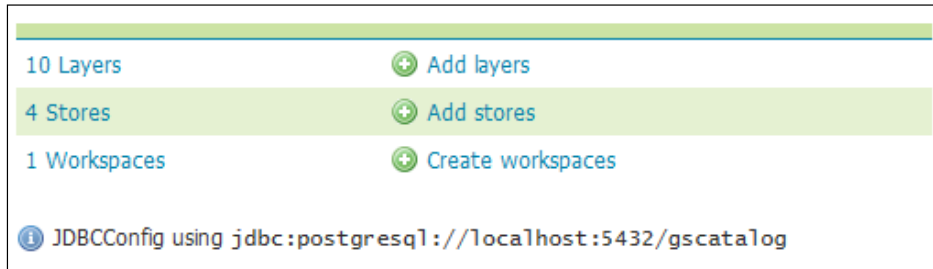 10 Layers Add layers
4 Stores Add stores
1 Workspaces Create workspaces
JDBCConfig using jdbc:postgresql://localhost:5432/gscatalog